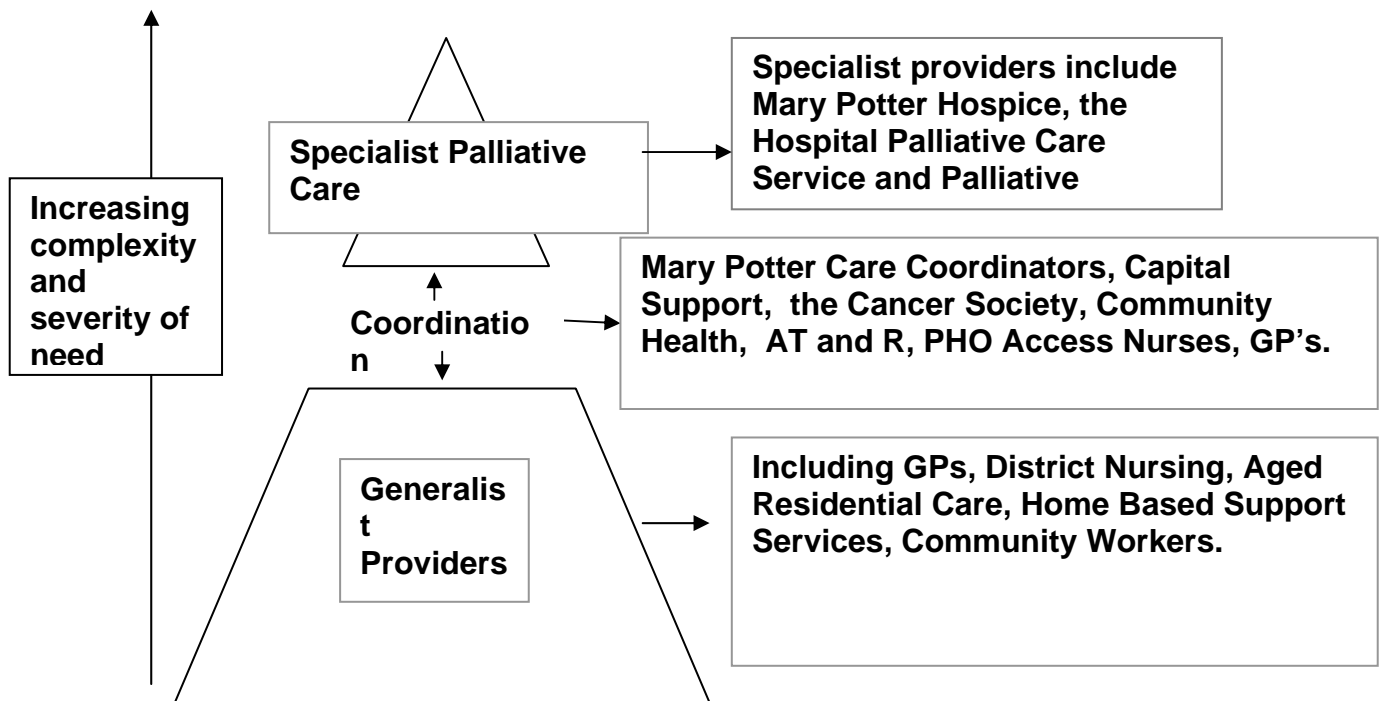 Specialist providers include
Mary Potter Hospice, the
Hospital Palliative Care
Service and Palliative
Specialist Palliative
Care
Increasing
complexity
and
severity of
need
Mary Potter Care Coordinators, Capital
Support,  the Cancer Society, Community
Health,  AT and R, PHO Access Nurses, GP's.
Coordinatio
n
Including GPs, District Nursing, Aged
Residential Care, Home Based Support
Services, Community Workers.
Generalis
t
Providers